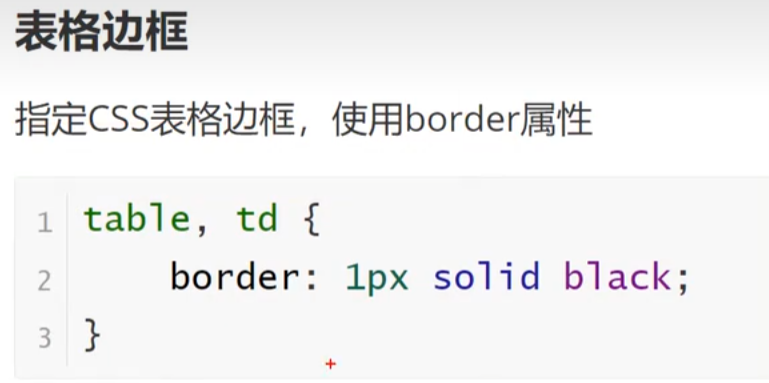 表格边框
指定CSS表格边框，使用border属性
1 table, td {
2     border: 1px solid black;
3 }